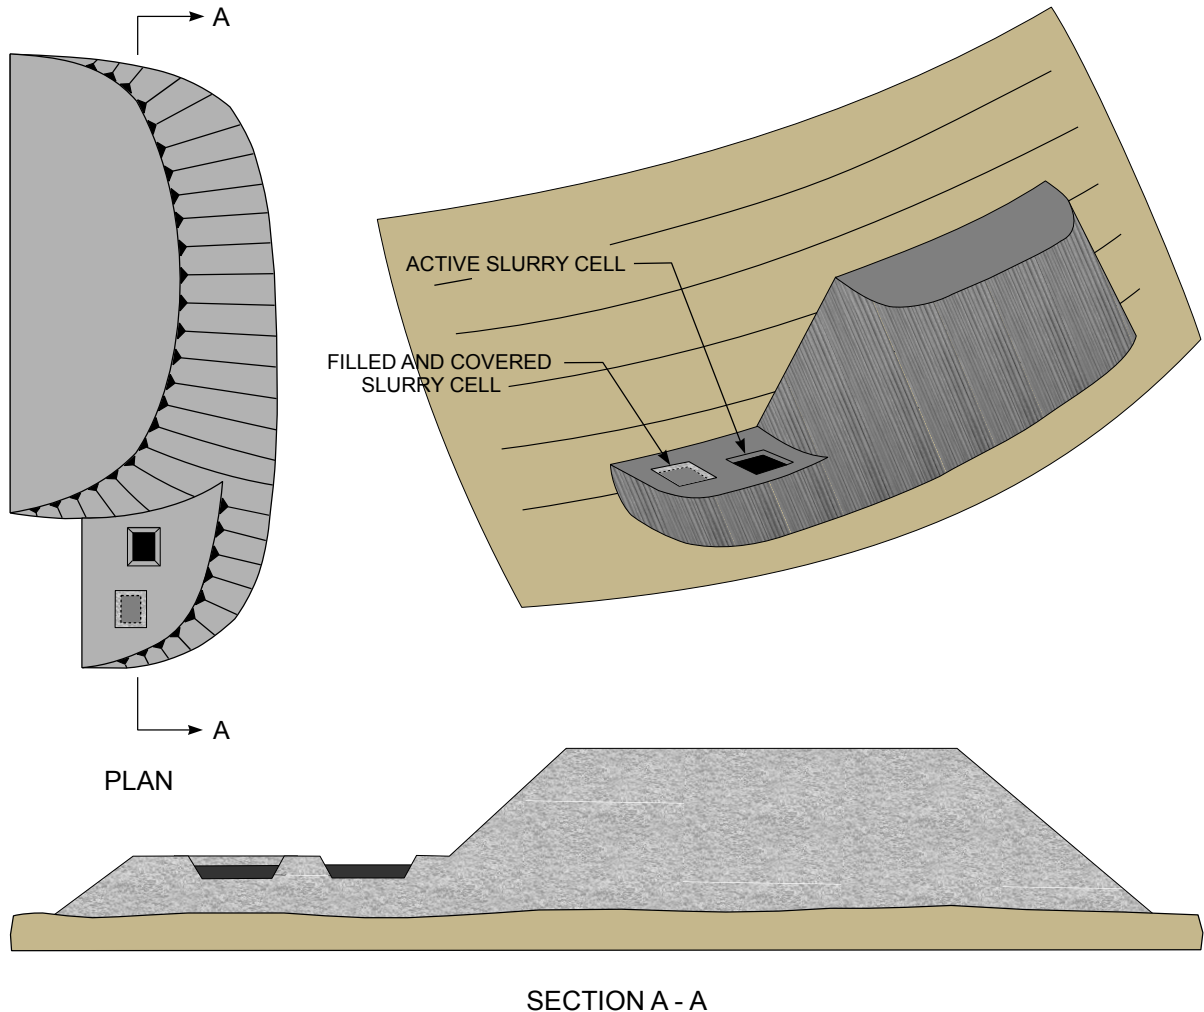 A
ACTIVE SLURRY CELL
FILLED AND COVERED
SLURRY CELL
A
PLAN
SECTION A - A